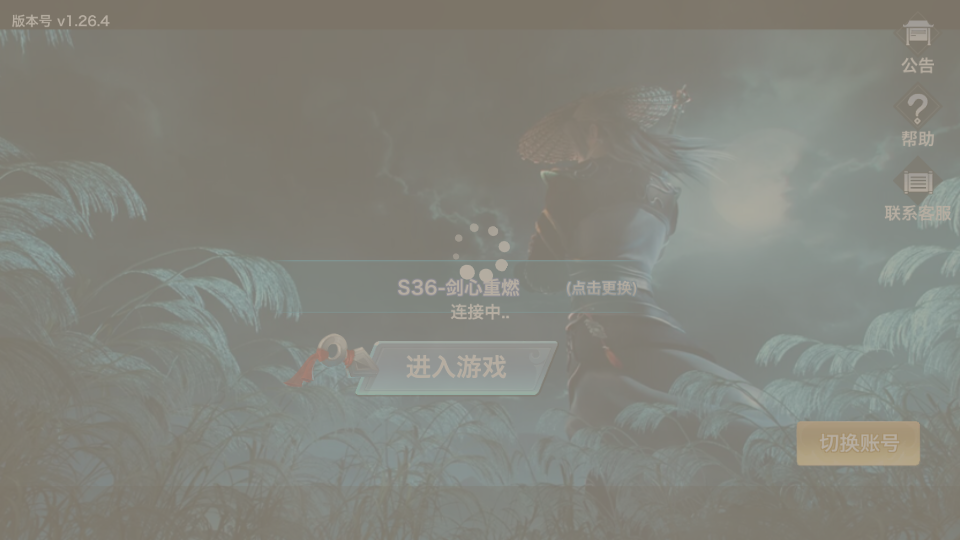 版本号 v1.26.4
公告
帮助
联系客服
S36-剑心重燃 (点击更换)
连接中..
进入游戏
切换账号